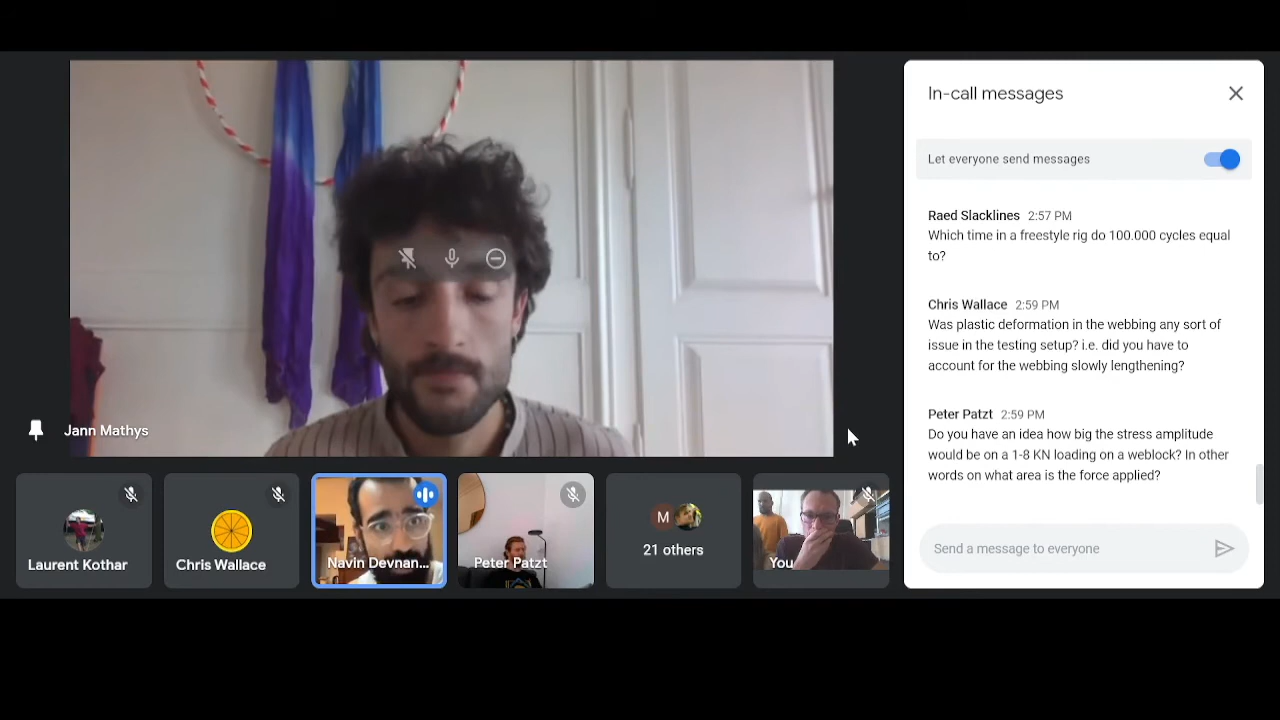 In-call messages
Let everyone send messages
Raed Slacklines 2:57 PM
Which time in a freestyle rig do 100.000 cycles equal
to?
Chris Wallace 2:59 PM
Was plastic deformation in the webbing any sort of
issue in the testing setup? i.e. did you have to
account for the webbing slowly lengthening?
Peter Patzt 2:59 PM
Do you have an idea how big the stress amplitude
would be on a 1-8 KN loading on a weblock? In other
words on what area is the force applied?
Send a message to everyone
Jann Mathys
Laurent Kothar
Chris Wallace
Navin Devnan...
Peter Patzt
M
21 others
You